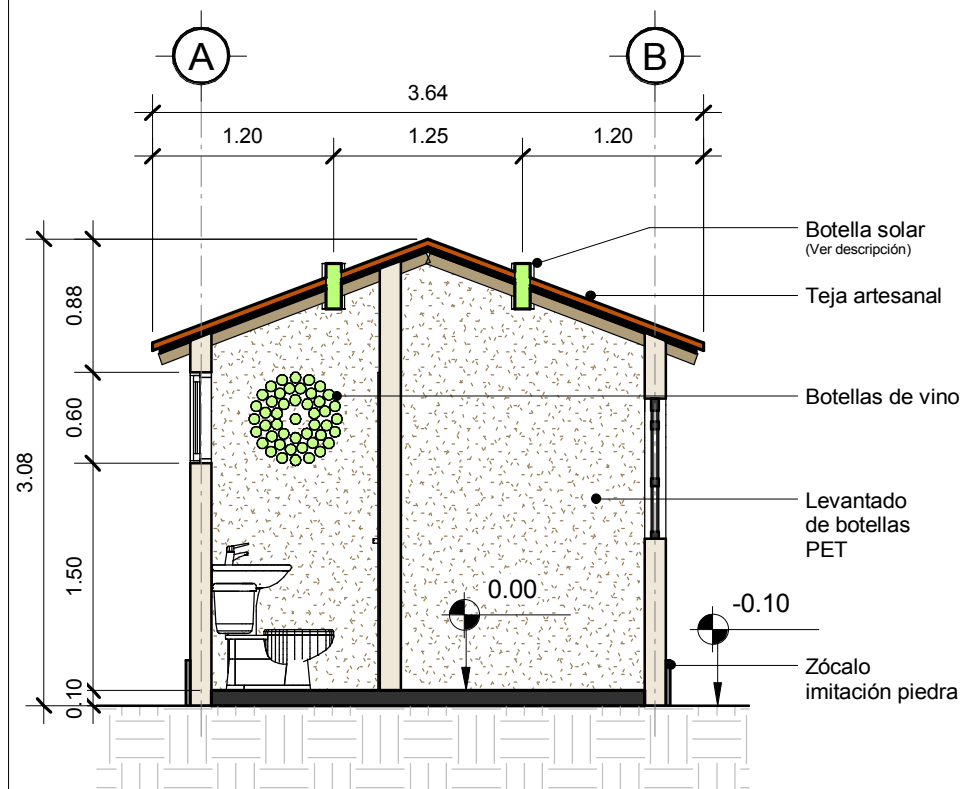 A
B
3.64
1.20
1.25
1.20
Botella solar
(Ver descripción)
Teja artesanal
0.88
Botellas de vino
0.60
3.08
Levantado
de botellas
PET
1.50
0.00
-0.10
Zócalo
imitación piedra
0.10